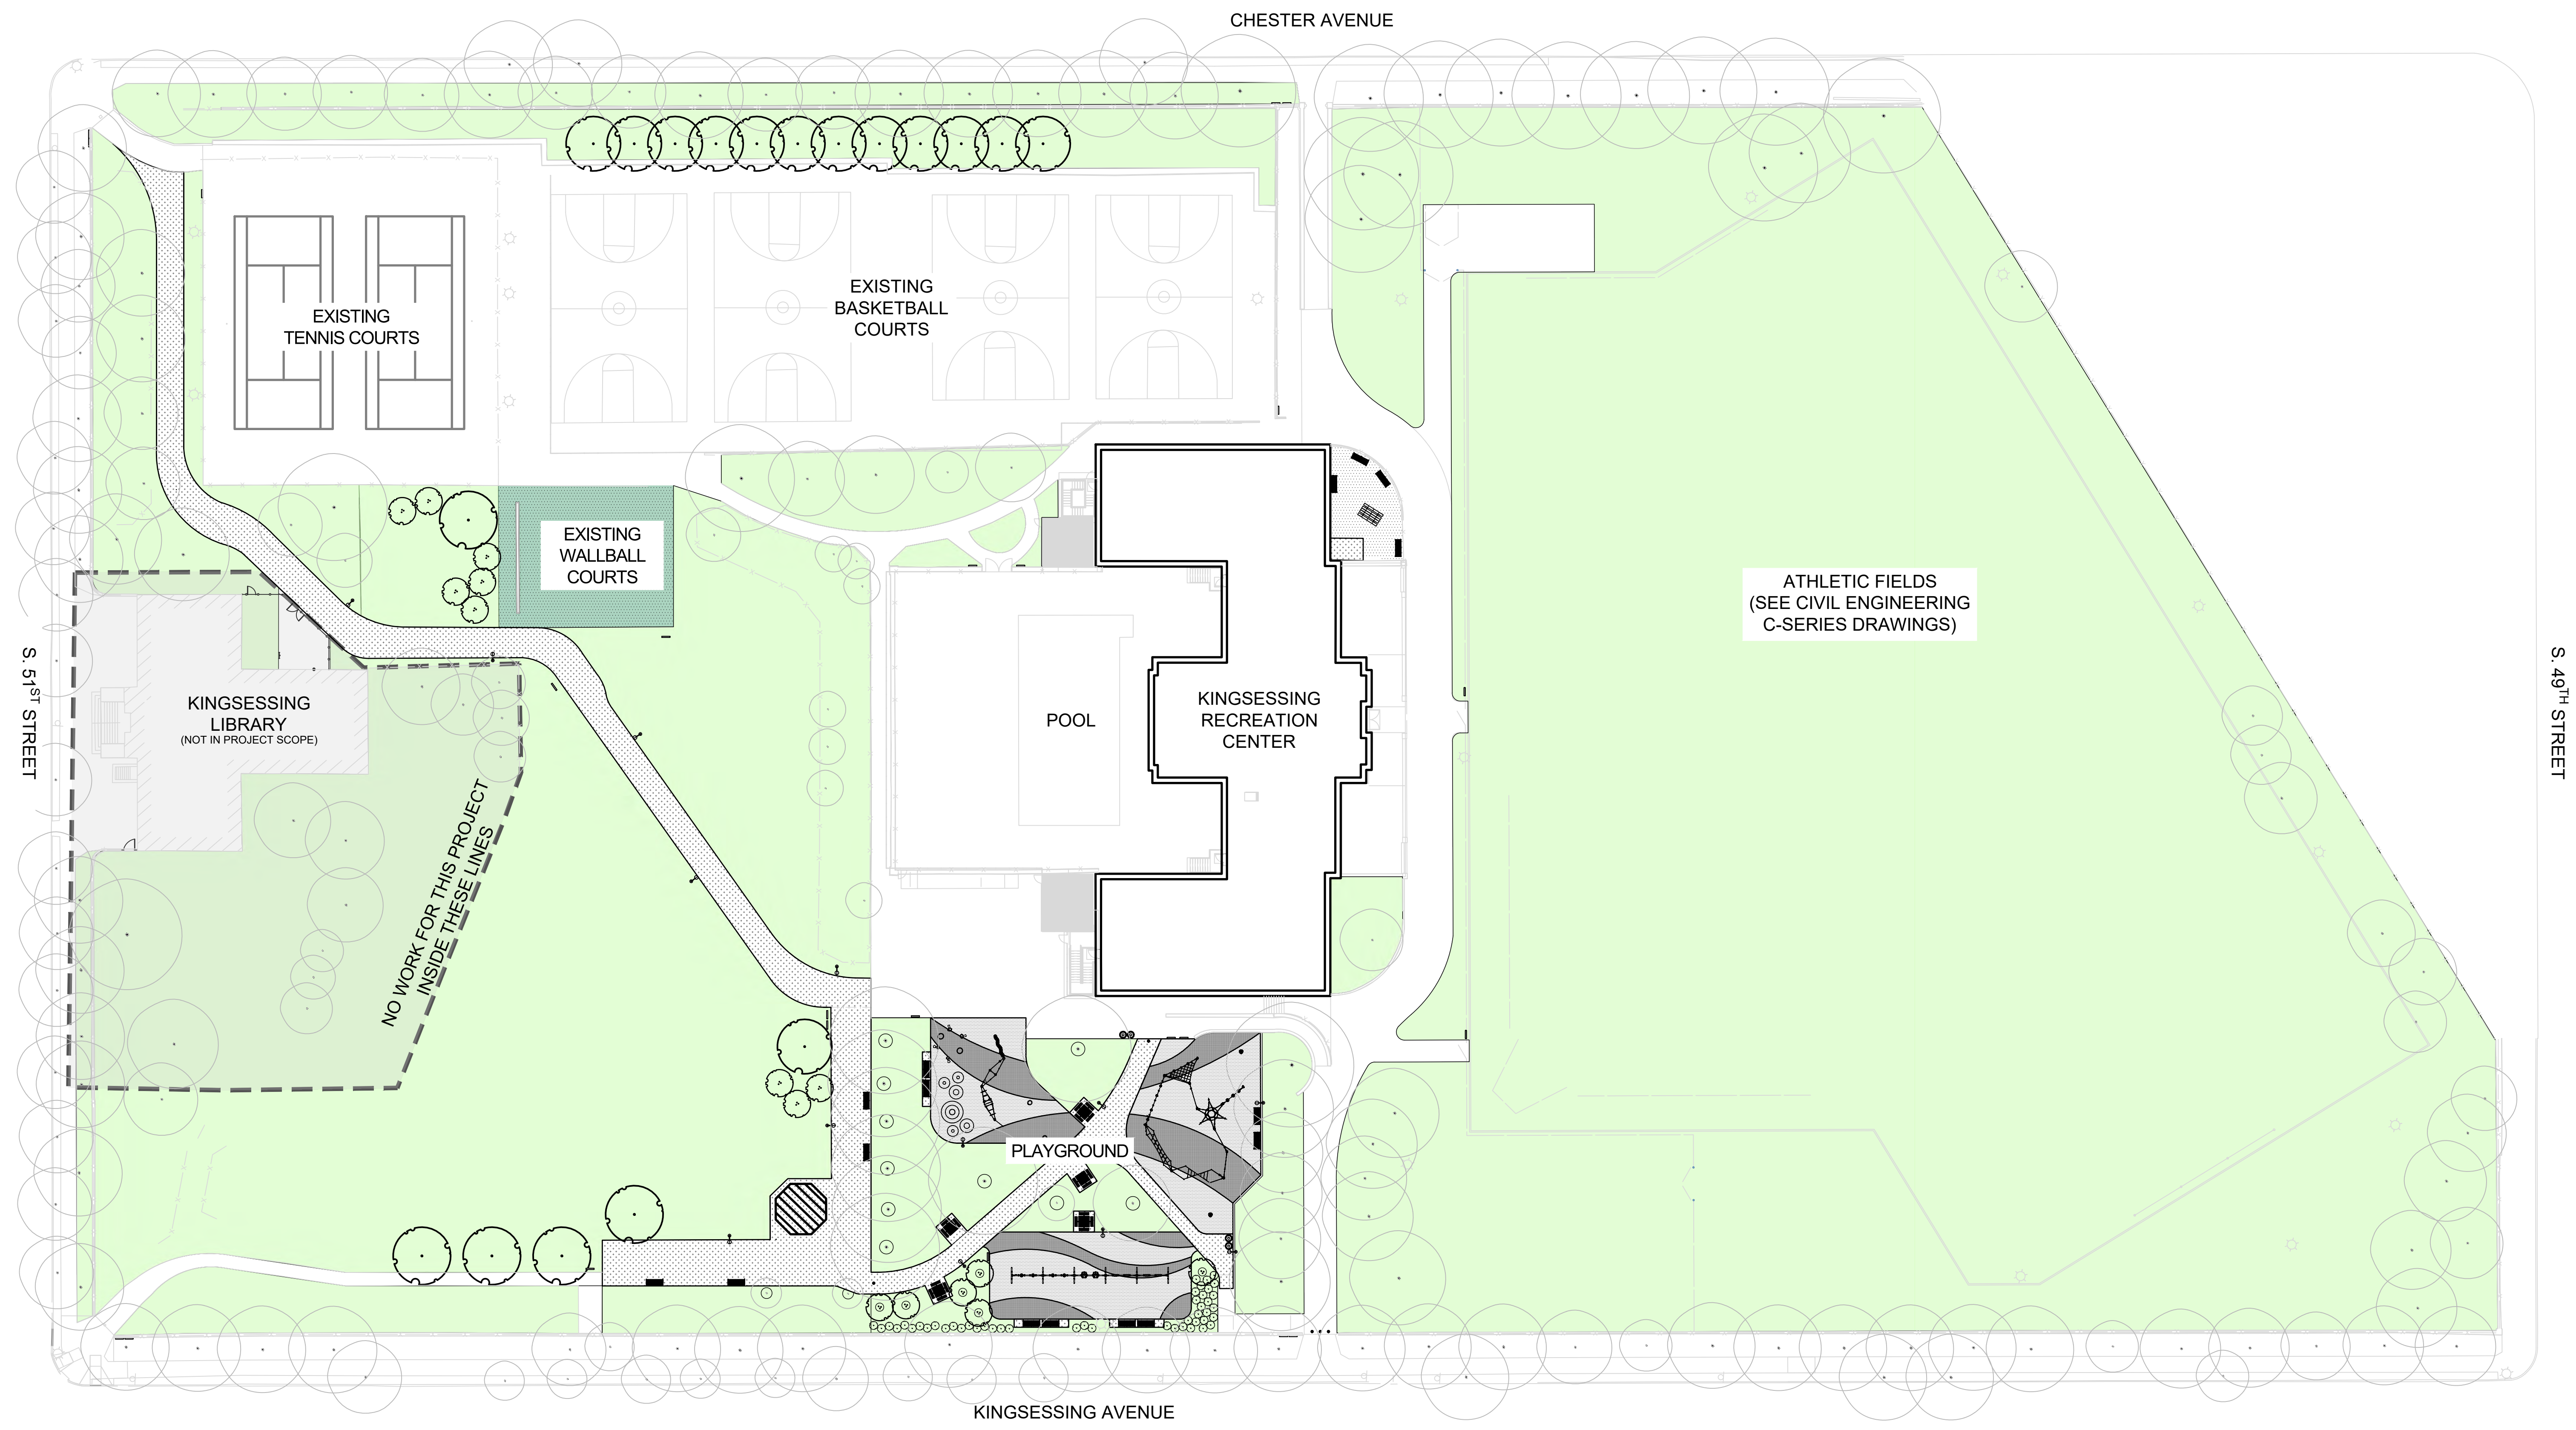 CHESTER AVENUE
EXISTING
TENNIS COURTS
EXISTING
BASKETBALL
COURTS
EXISTING
WALLBALL
COURTS
ATHLETIC FIELDS
(SEE CIVIL ENGINEERING
C-SERIES DRAWINGS)
S. 51ST STREET
KINGSESSING
LIBRARY
(NOT IN PROJECT SCOPE)
POOL
KINGSESSING
RECREATION
CENTER
S. 49TH STREET
NO WORK FOR THIS PROJECT
INSIDE THESE LINES
PLAYGROUND
KINGSESSING AVENUE